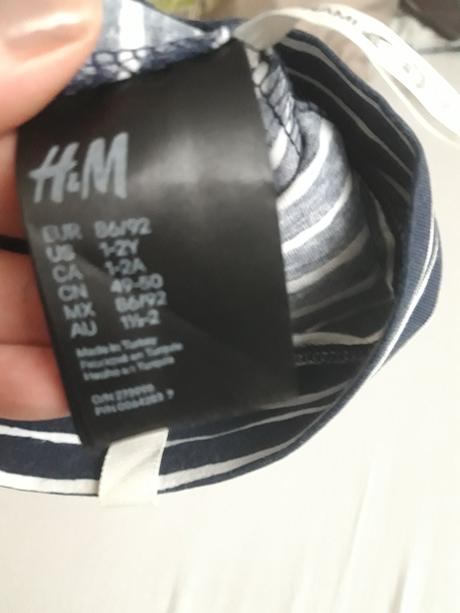 H&M
EUR 86/92
US 1-2Y
CA 1-2A
CN 49-50
MX 86/92
AU 1½-2
Made in Turkey
Fabriqué en Turquie
Hecho en Turquía